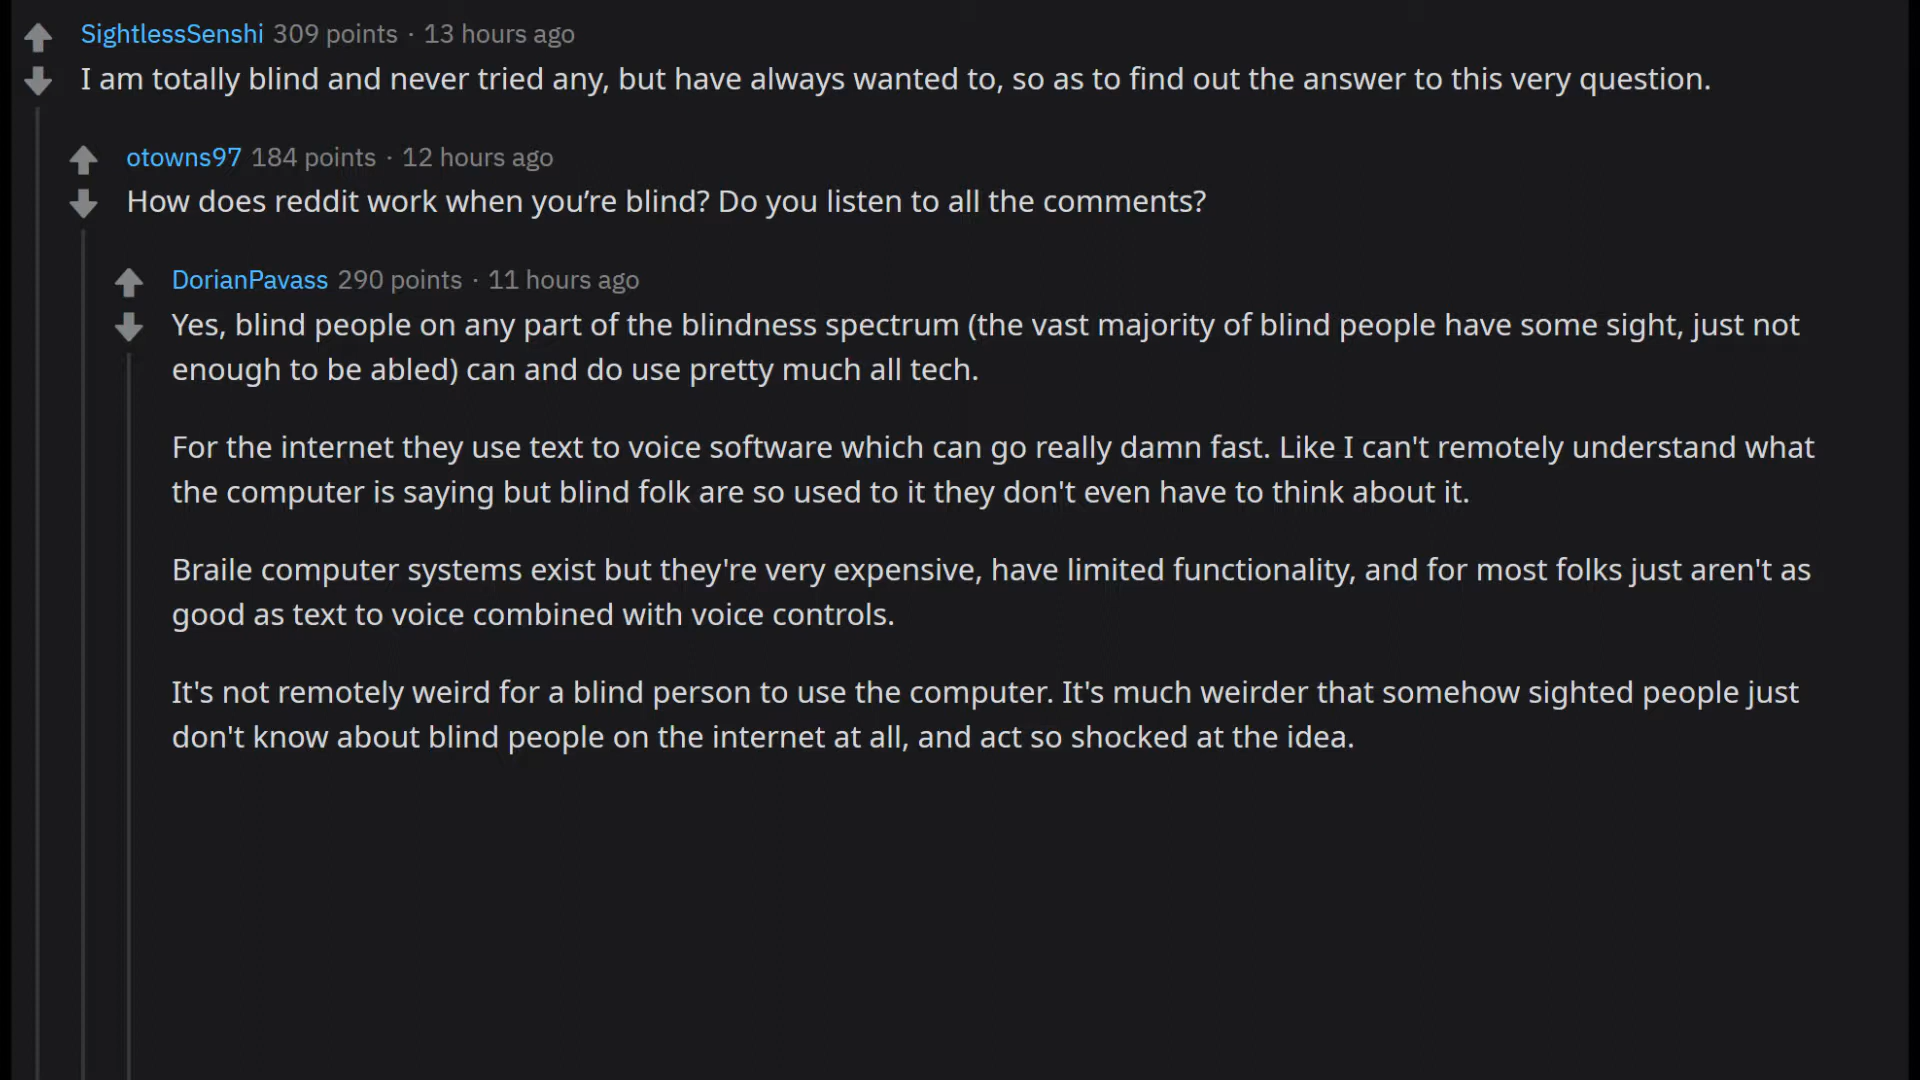 SightlessSenshi 309 points · 13 hours ago
I am totally blind and never tried any, but have always wanted to, so as to find out the answer to this very question.
otowns97 184 points · 12 hours ago
How does reddit work when you’re blind? Do you listen to all the comments?
DorianPavass 290 points · 11 hours ago
Yes, blind people on any part of the blindness spectrum (the vast majority of blind people have some sight, just not
enough to be abled) can and do use pretty much all tech.
For the internet they use text to voice software which can go really damn fast. Like I can't remotely understand what
the computer is saying but blind folk are so used to it they don't even have to think about it.
Braile computer systems exist but they're very expensive, have limited functionality, and for most folks just aren't as
good as text to voice combined with voice controls.
It's not remotely weird for a blind person to use the computer. It's much weirder that somehow sighted people just
don't know about blind people on the internet at all, and act so shocked at the idea.